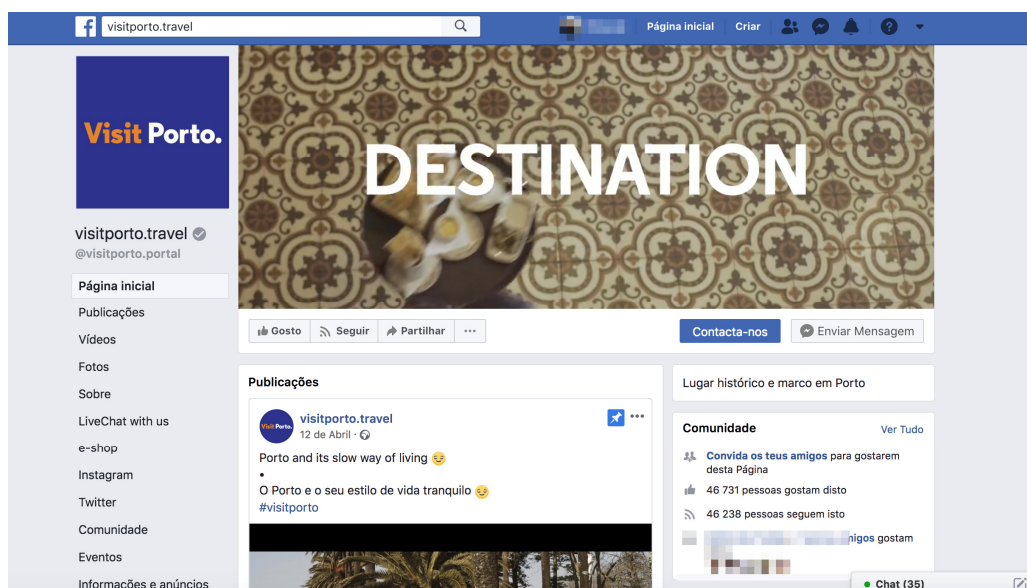 visitporto.travel
Página inicial
Criar
Visit Porto.
DESTINATION
visitporto.travel
@visitporto.portal
Página inicial
Publicações
Vídeos
Fotos
Sobre
LiveChat with us
e-shop
Instagram
Twitter
Comunidade
Eventos
Informações e anúncios
Gosto
Seguir
Partilhar
Contacta-nos
Enviar Mensagem
Publicações
Visit Porto.
visitporto.travel
12 de Abril ·
Porto and its slow way of living
•
O Porto e o seu estilo de vida tranquilo
#visitporto
Lugar histórico e marco em Porto
Comunidade
Ver Tudo
Convida os teus amigos para gostarem
desta Página
46 731 pessoas gostam disto
46 238 pessoas seguem isto
gostam
Chat (35)